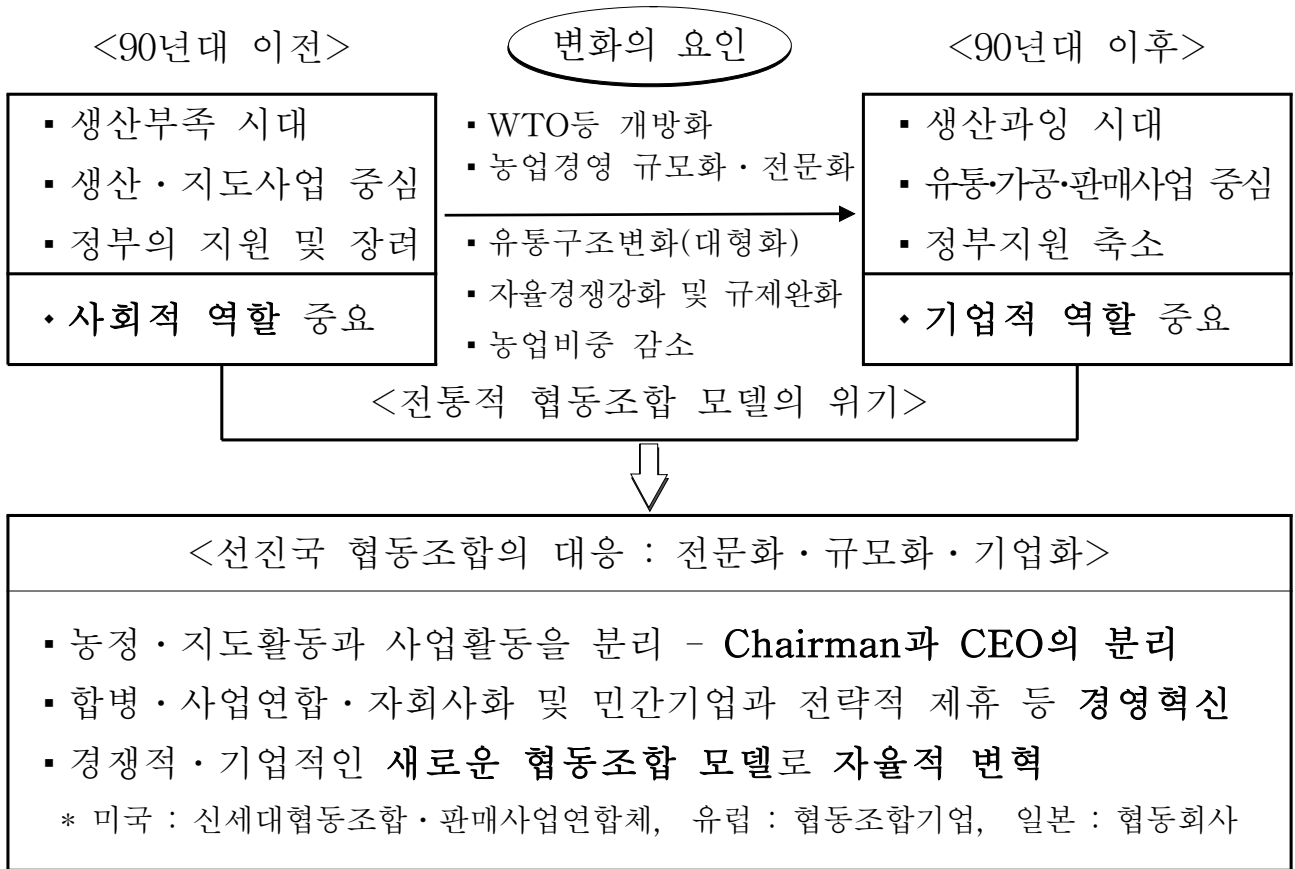 <90년대 이전>
변화의 요인
<90년대 이후>
▪ 생산부족 시대
▪ 생산・지도사업 중심
▪ 정부의 지원 및 장려
⬩ 사회적 역할 중요
▪ WTO등 개방화
▪ 농업경영 규모화・전문화
▪ 유통구조변화(대형화)
▪ 자율경쟁강화 및 규제완화
▪ 농업비중 감소
▪ 생산과잉 시대
▪ 유통・가공・판매사업 중심
▪ 정부지원 축소
⬩ 기업적 역할 중요
<전통적 협동조합 모델의 위기>
<선진국 협동조합의 대응 : 전문화・규모화・기업화>
▪ 농정・지도활동과 사업활동을 분리 – Chairman과 CEO의 분리
▪ 합병・사업연합・자회사화 및 민간기업과 전략적 제휴 등 경영혁신
▪ 경쟁적・기업적인 새로운 협동조합 모델로 자율적 변혁
* 미국 : 신세대협동조합・판매사업연합체, 유럽 : 협동조합기업, 일본 : 협동회사